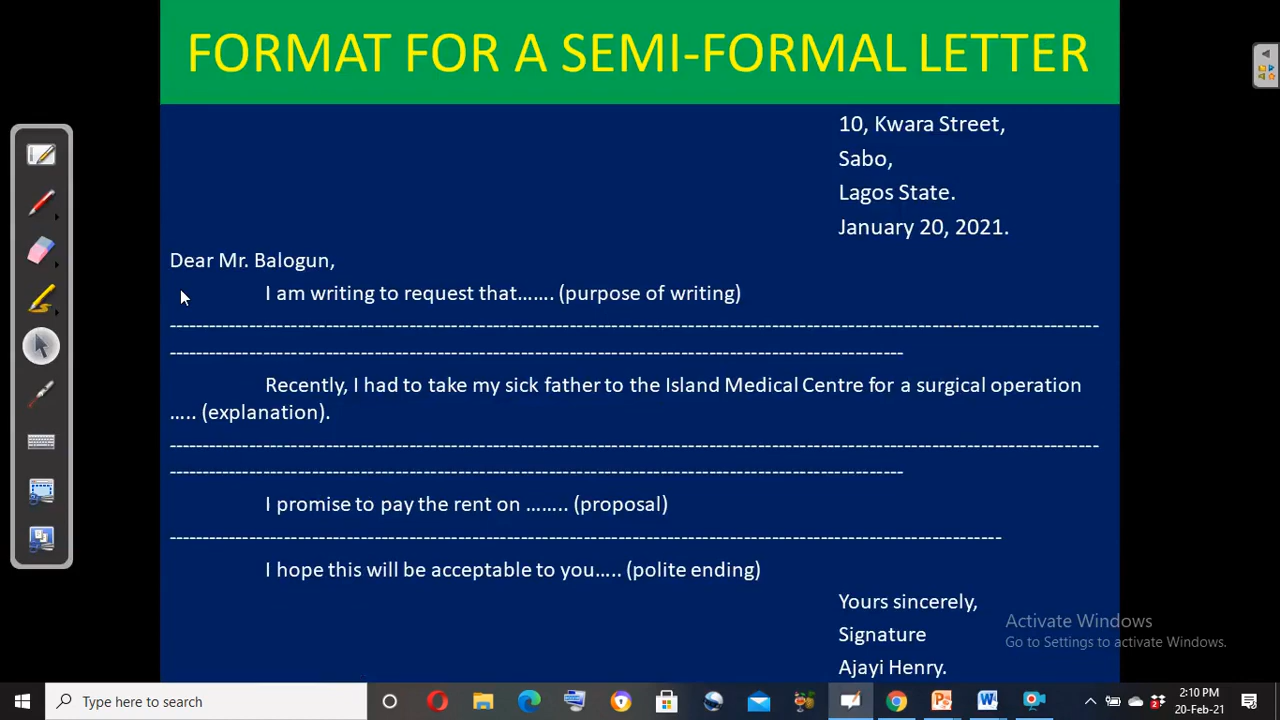 FORMAT FOR A SEMI-FORMAL LETTER
10, Kwara Street,
Sabo,
Lagos State.
January 20, 2021.
Dear Mr. Balogun,
I am writing to request that……. (purpose of writing)
Recently, I had to take my sick father to the Island Medical Centre for a surgical operation
….. (explanation).
I promise to pay the rent on …….. (proposal)
I hope this will be acceptable to you….. (polite ending)
Yours sincerely,
Signature
Ajayi Henry.
Activate Windows
Go to Settings to activate Windows.
Type here to search
2:10 PM
20-Feb-21